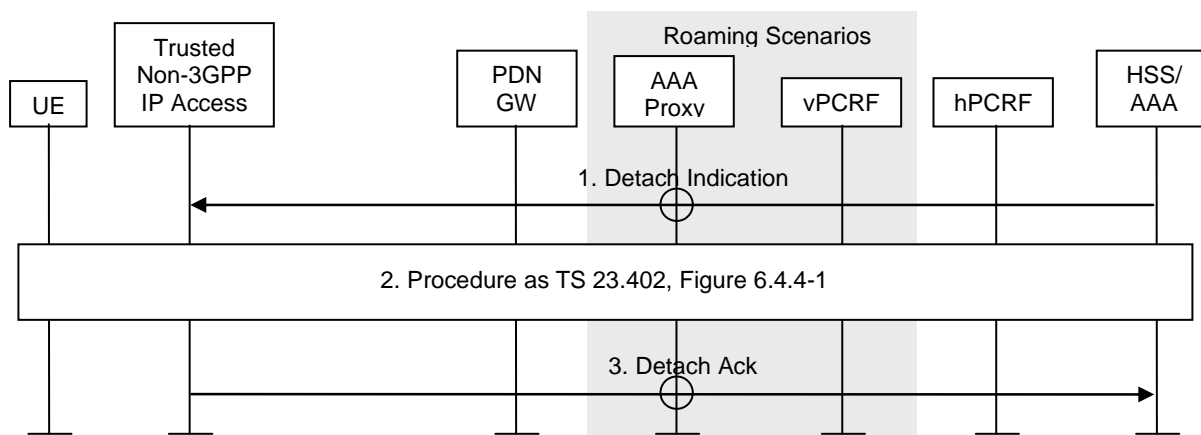 Roaming Scenarios
UE
Trusted
Non-3GPP
IP Access
PDN
GW
AAA
Proxy
vPCRF
hPCRF
HSS/
AAA
1. Detach Indication
2. Procedure as TS 23.402, Figure 6.4.4-1
3. Detach Ack